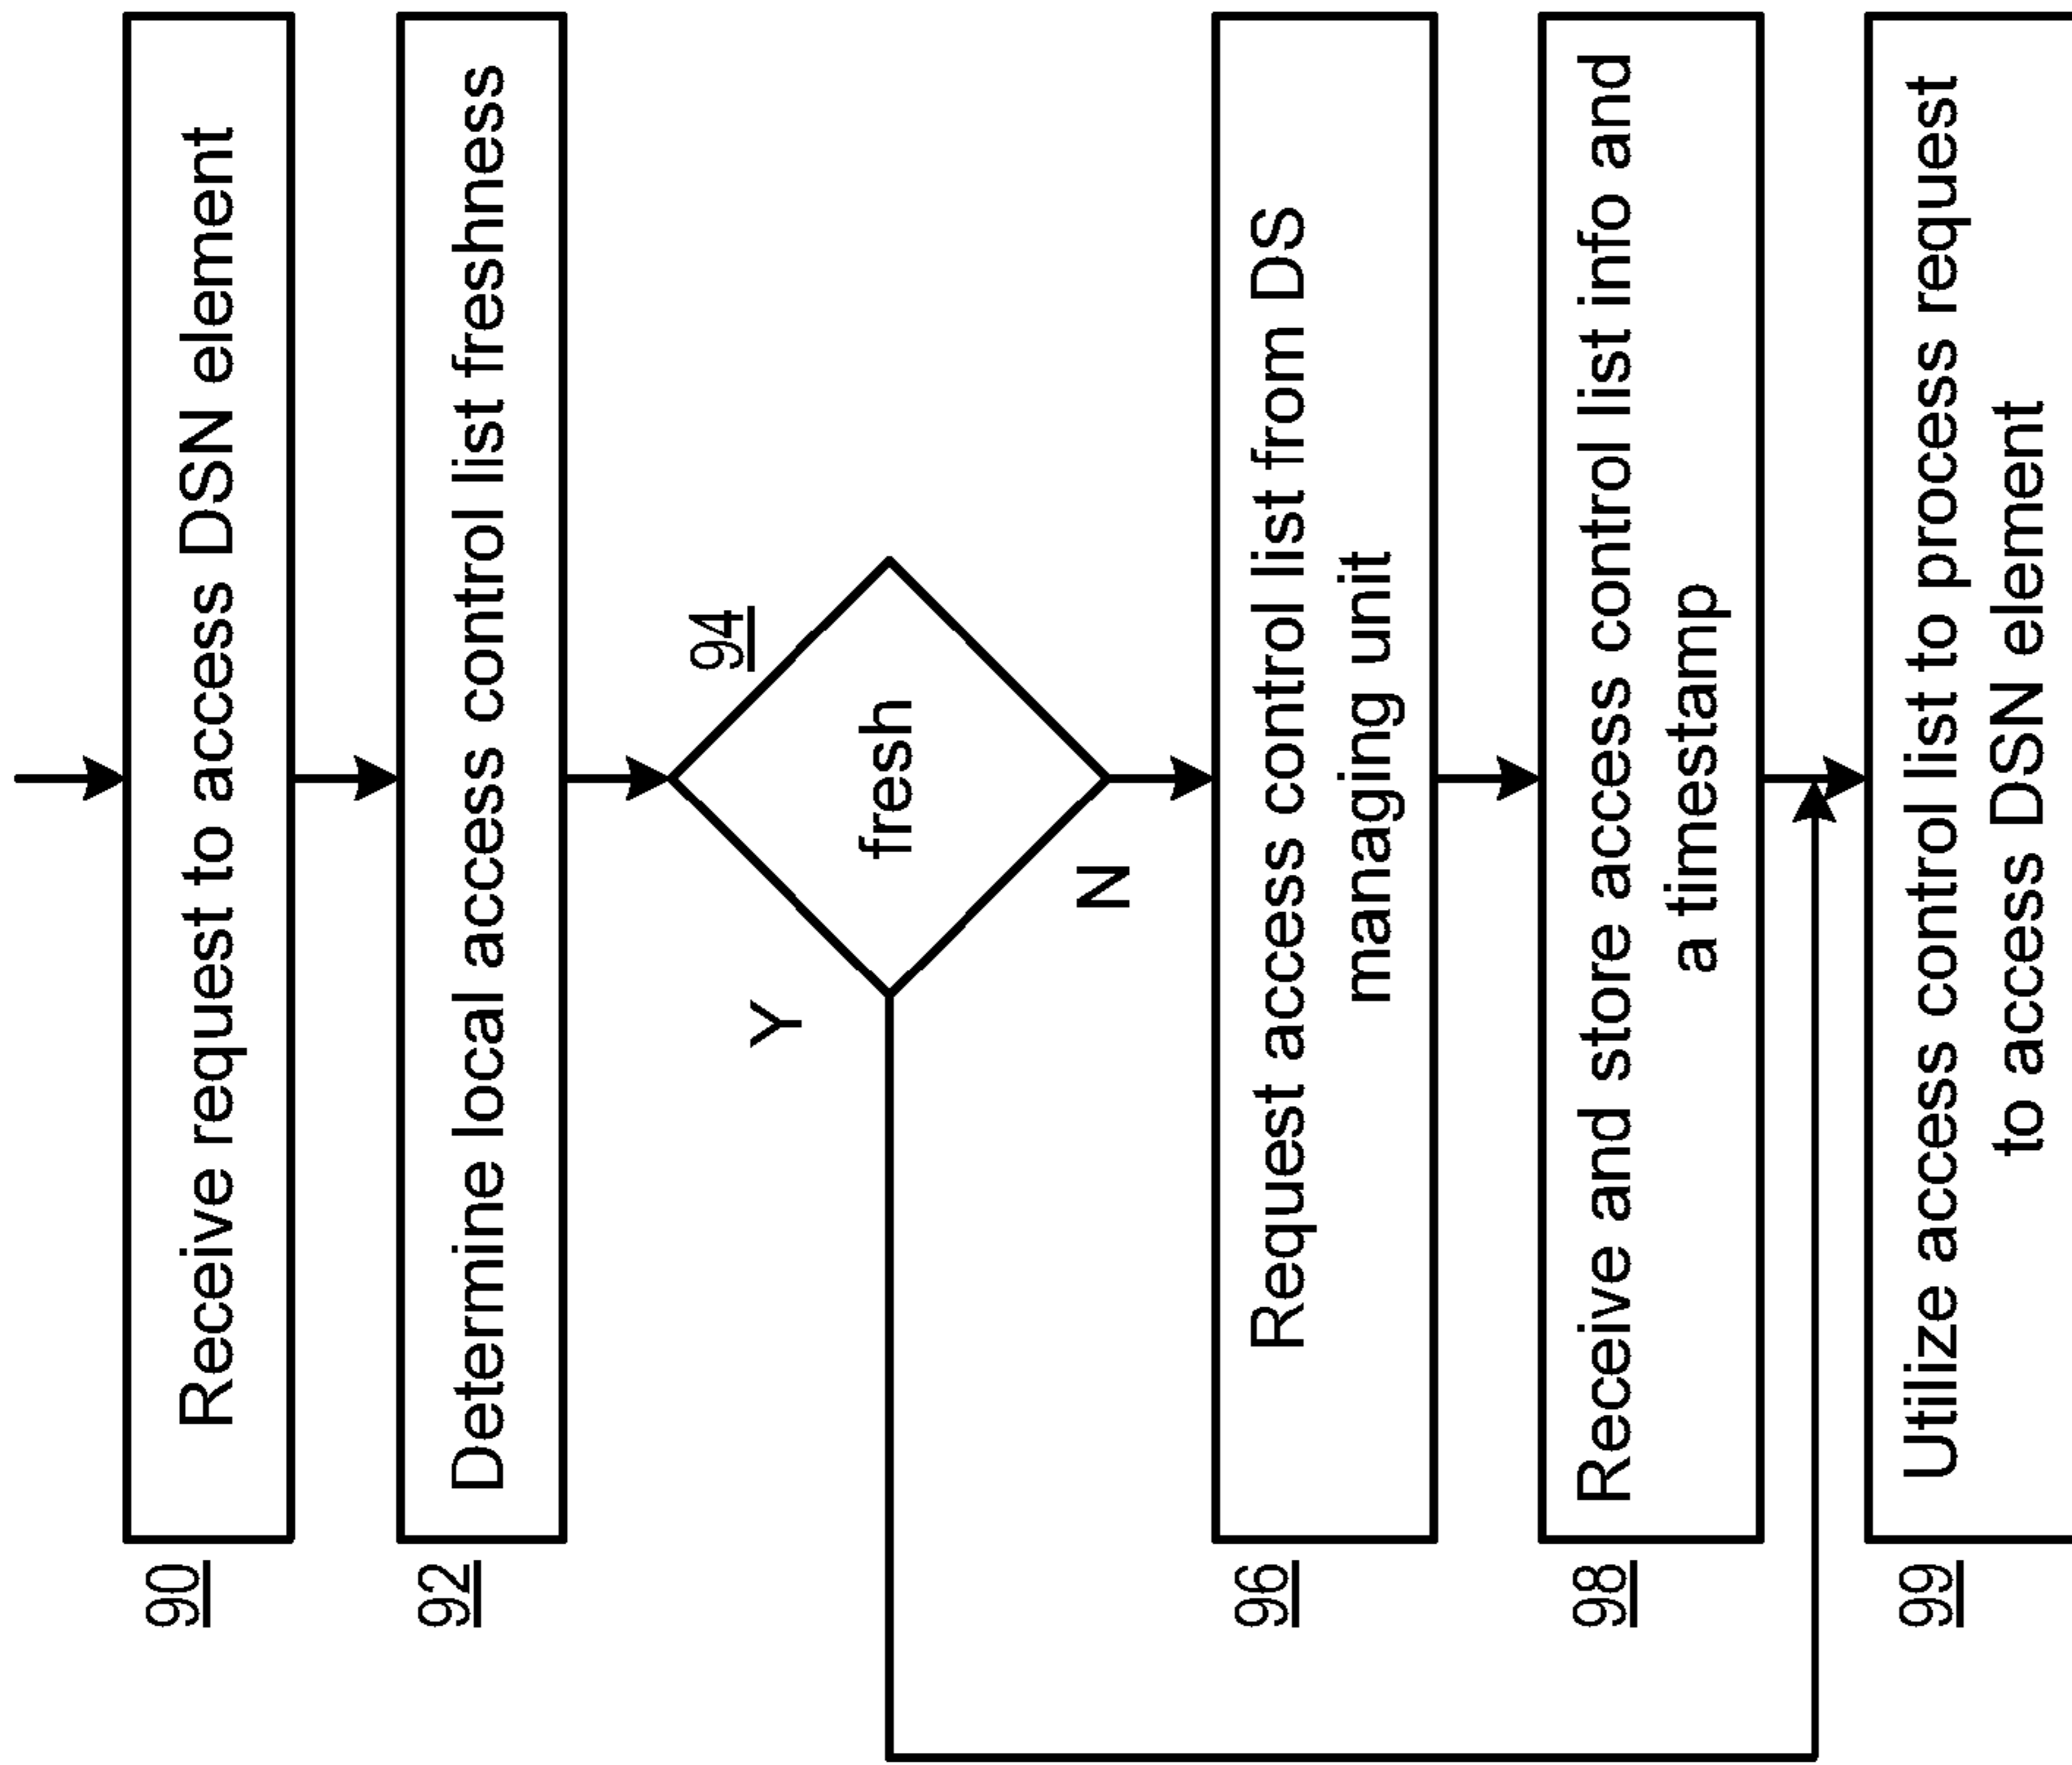 90
Receive request to access DSN element
92
Determine local access control list freshness
94
fresh
Y
N
96
Request access control list from DS
managing unit
98
Receive and store access control list info and
a timestamp
99
Utilize access control list to process request
to access DSN element